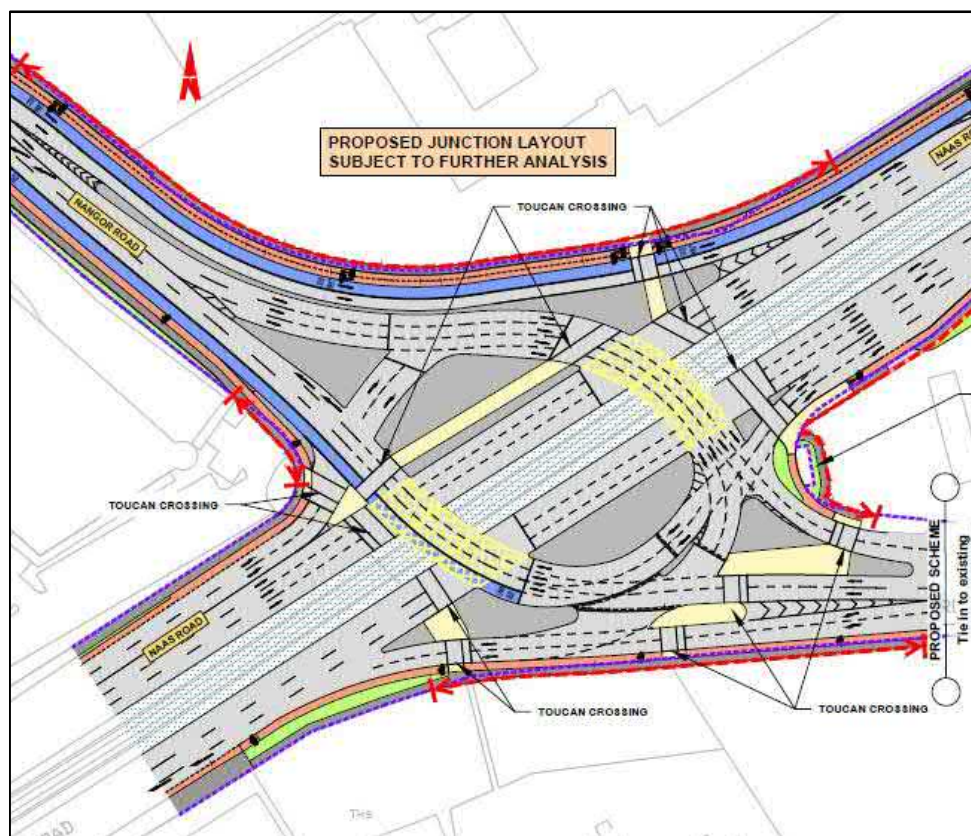 PROPOSED JUNCTION LAYOUT
SUBJECT TO FURTHER ANALYSIS
NAAS
NANGOR ROAD
TOUCAN CROSSING
TOUCAN CROSSING
NAAS ROAD
TOUCAN CROSSING
TOUCAN CROSSING
PROPOSED SCHEME
Tie in to existing
THE